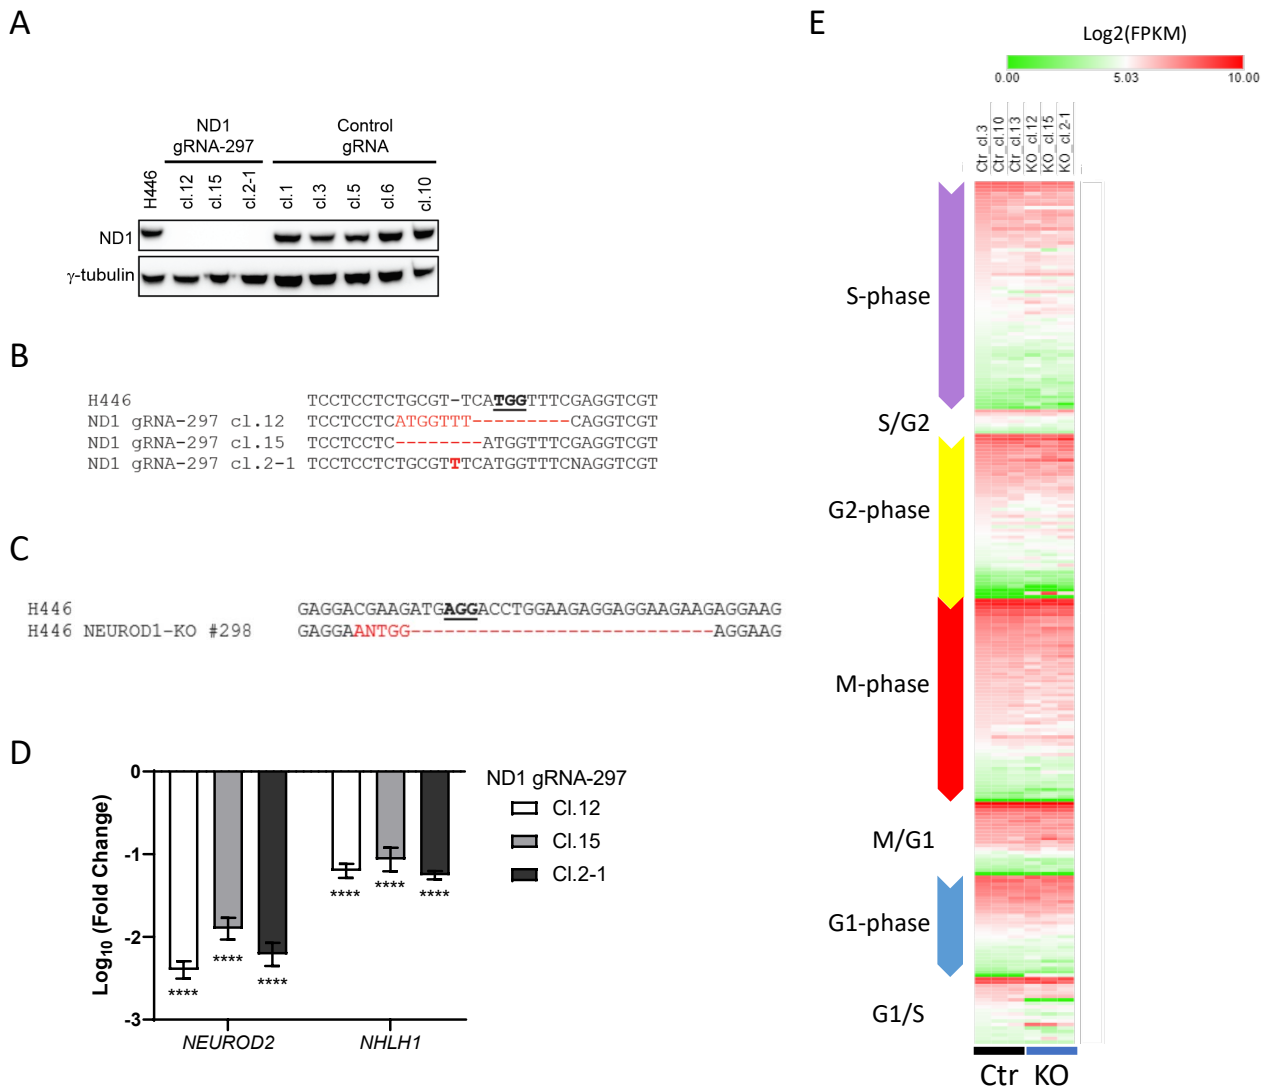 A
ND1
gRNA-297
Control
gRNA
H446
cl.12
cl.15
cl.2-1
cl.1
cl.3
cl.5
cl.6
cl.10
ND1
γ-tubulin
B
H446 TCCTCCTCTGCGT-TCATGGTTTCGAGGTCGT
ND1 gRNA-297 cl.12 TCCTCCTCATGGTTT---------CAGGTCGT
ND1 gRNA-297 cl.15 TCCTCCTC--------ATGGTTTCGAGGTCGT
ND1 gRNA-297 cl.2-1 TCCTCCTCTGCGTTTCATGGTTTCNAGGTCGT
C
H446 GAGGACGAAGATGAGGACCTGGAAGAGGAGGAAGAAGAGGAAG
H446 NEUROD1-KO #298 GAGGAANTGG---------------------------AGGAAG
D
Log10 (Fold Change)
0
-1
-2
-3
****
****
****
****
****
****
NEUROD2
NHLH1
ND1 gRNA-297
Cl.12
Cl.15
Cl.2-1
E
Log2(FPKM)
0.00
5.03
10.00
Ctr_cl.3
Ctr_cl.10
Ctr_cl.13
KO_cl.12
KO_cl.15
KO_cl.2-1
S-phase
S/G2
G2-phase
M-phase
M/G1
G1-phase
G1/S
Ctr
KO